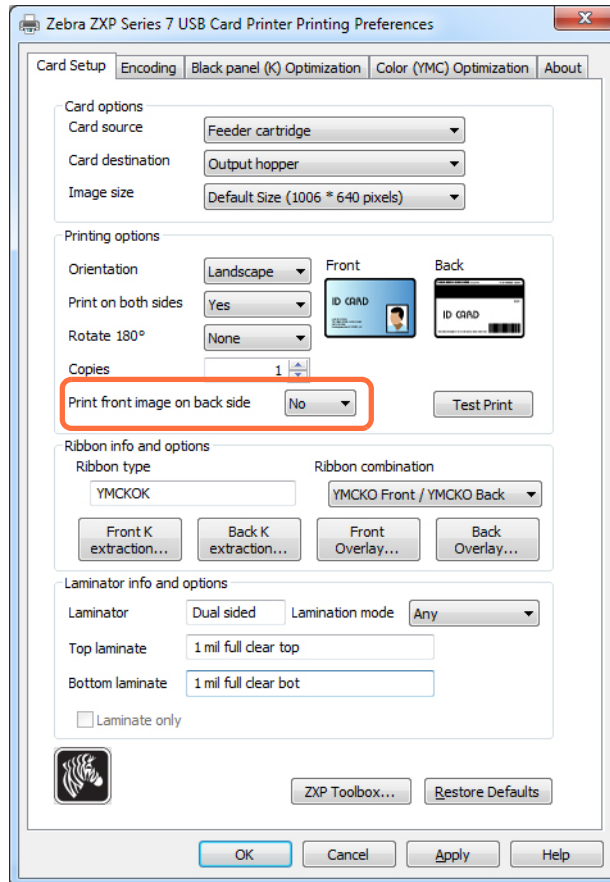 Zebra ZXP Series 7 USB Card Printer Printing Preferences
Card Setup Encoding Black panel (K) Optimization Color (YMC) Optimization About
Card options
Card source Feeder cartridge
Card destination Output hopper
Image size Default Size (1006 * 640 pixels)
Printing options
Orientation Landscape Front Back
Print on both sides Yes ID CARD ID CARD
Rotate 180° None
Copies 1
Print front image on back side No Test Print
Ribbon info and options
Ribbon type Ribbon combination
YMCKOK YMCKO Front / YMCKO Back
Front K extraction... Back K extraction... Front Overlay... Back Overlay...
Laminator info and options
Laminator Dual sided Lamination mode Any
Top laminate 1 mil full clear top
Bottom laminate 1 mil full clear bot
Laminate only
ZXP Toolbox... Restore Defaults
OK Cancel Apply Help